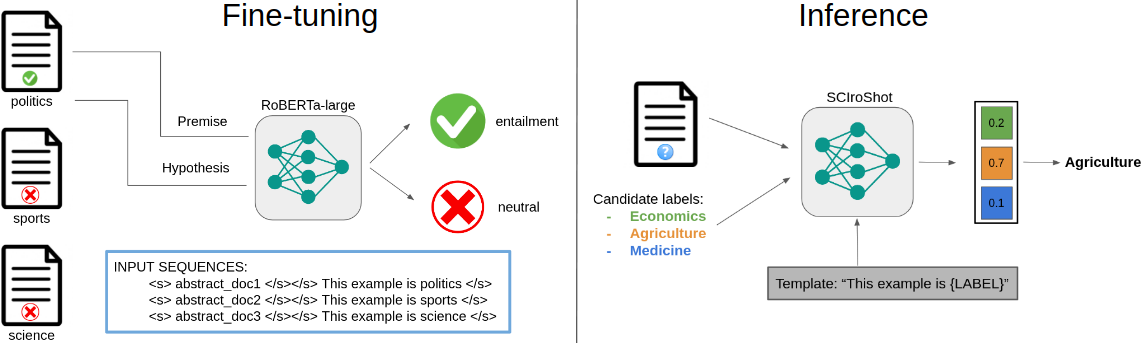 Fine-tuning
politics
sports
science
Premise
Hypothesis
RoBERTa-large
entailment
neutral
INPUT SEQUENCES:
<s> abstract_doc1 </s></s> This example is politics </s>
<s> abstract_doc2 </s></s> This example is sports </s>
<s> abstract_doc3 </s></s> This example is science </s>
Inference
?
Candidate labels:
- Economics
- Agriculture
- Medicine
SCIroShot
Template: “This example is {LABEL}”
0.2
0.7
0.1
Agriculture